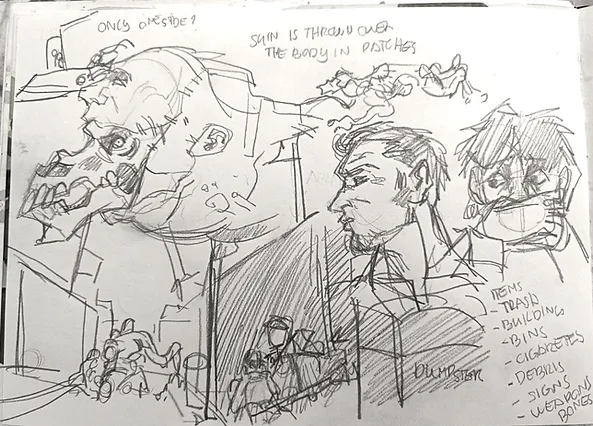 ONLY ONE SIDE?
SKIN IS THROWN OVER
THE BODY IN PATCHES
DUMPSTER
ITEMS
- TRASH
- BUILDING
- BINS
- CIGARETTES
- DEBRIS
- SIGNS
- WEAPONS
BONES